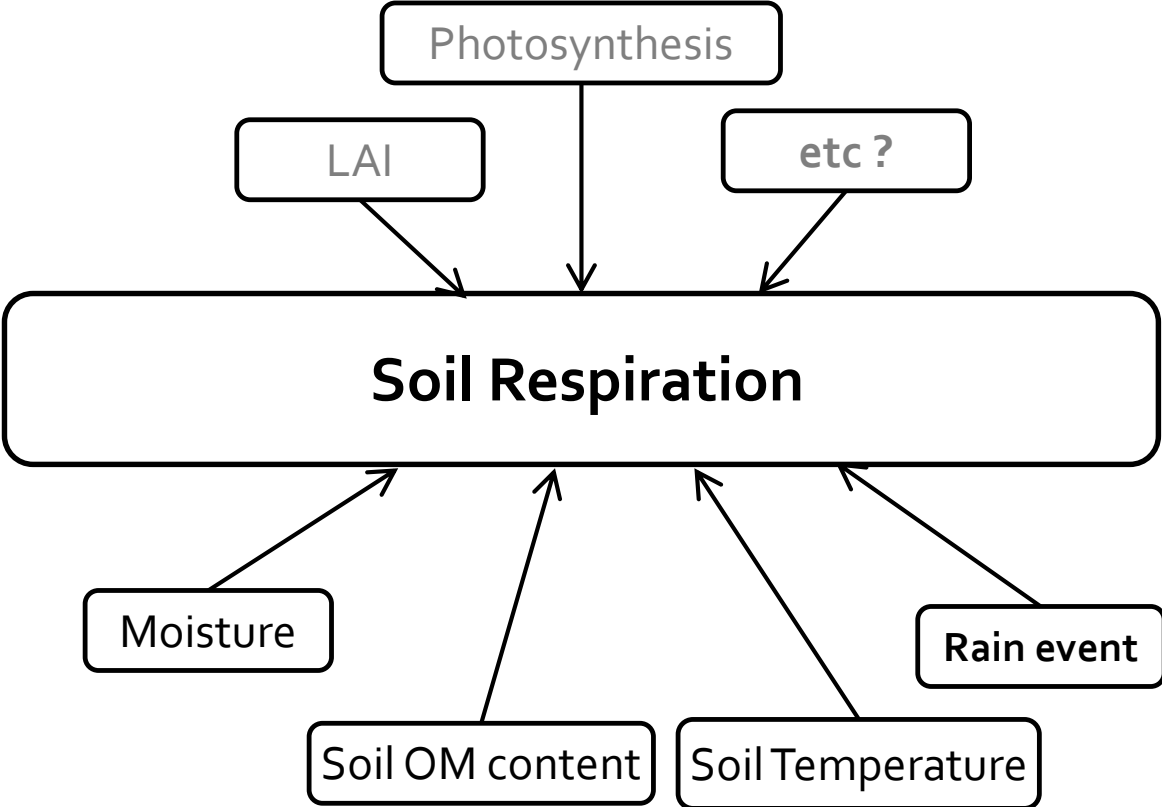 Photosynthesis
LAI
etc ?
Soil Respiration
Moisture
Rain event
Soil OM content
Soil Temperature